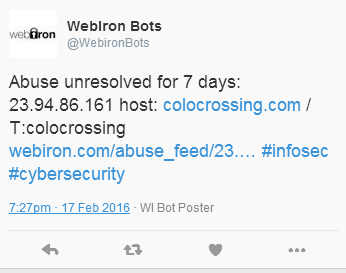 webiron
WebIron Bots
@WebironBots
Abuse unresolved for 7 days:
23.94.86.161 host: colocrossing.com /
T:colocrossing
webiron.com/abuse_feed/23.… #infosec
#cybersecurity
7:27pm · 17 Feb 2016 · WI Bot Poster